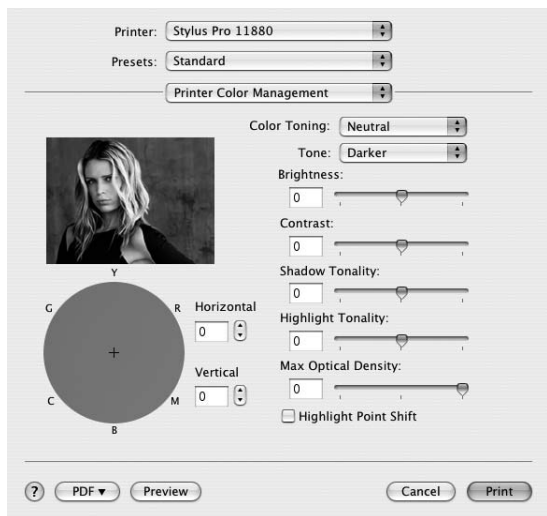 Printer: Stylus Pro 11880
Presets: Standard
Printer Color Management
Color Toning: Neutral
Tone: Darker
Brightness:
0
Contrast:
0
Shadow Tonality:
0
Highlight Tonality:
0
Max Optical Density:
0
Highlight Point Shift
Y
G R
C M
B
Horizontal
0
Vertical
0
? PDF▼ Preview Cancel Print